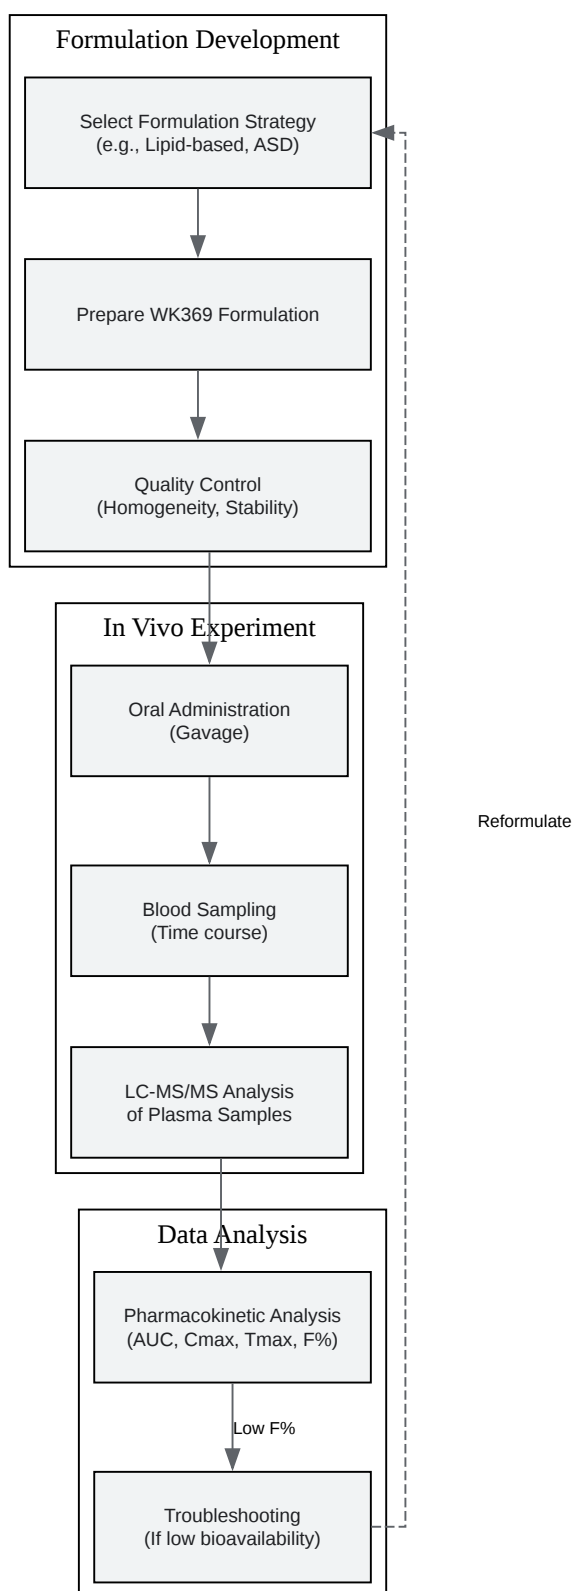 Formulation Development
Select Formulation Strategy
(e.g., Lipid-based, ASD)
Prepare WK369 Formulation
Quality Control
(Homogeneity, Stability)
In Vivo Experiment
Oral Administration
(Gavage)
Reformulate
Blood Sampling
(Time course)
LC-MS/MS Analysis
of Plasma Samples
Data Analysis
Pharmacokinetic Analysis
(AUC, Cmax, Tmax, F%)
Low F%
Troubleshooting
(If low bioavailability)